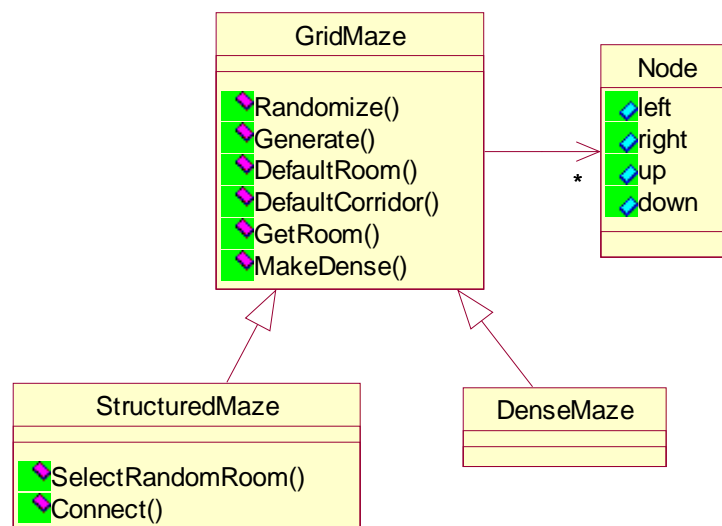 GridMaze
Randomize()
Generate()
DefaultRoom()
DefaultCorridor()
GetRoom()
MakeDense()
Node
left
right
up
down
*
StructuredMaze
SelectRandomRoom()
Connect()
DenseMaze